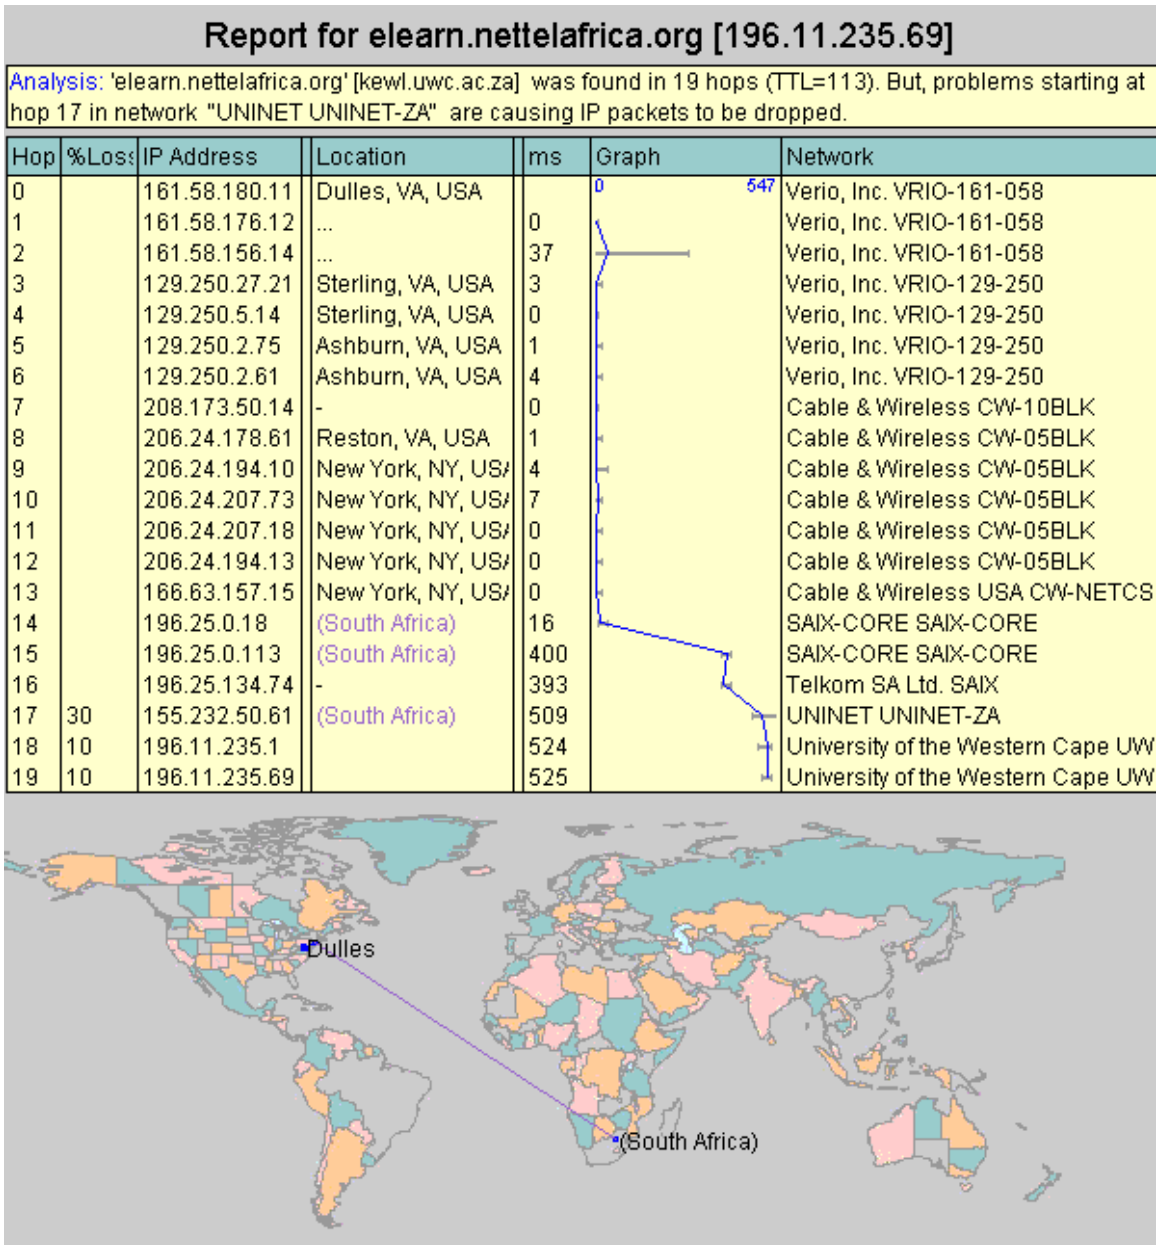 Report for elearn.nettelafrica.org [196.11.235.69]
Analysis: 'elearn.nettelafrica.org' [kewl.uwc.ac.za] was found in 19 hops (TTL=113). But, problems starting at
hop 17 in network "UNINET UNINET-ZA" are causing IP packets to be dropped.
Hop %Loss IP Address Location ms Graph Network
0 161.58.180.11 Dulles, VA, USA 0 547 Verio, Inc. VRIO-161-058
1 161.58.176.12 ... 0 Verio, Inc. VRIO-161-058
2 161.58.156.14 ... 37 Verio, Inc. VRIO-161-058
3 129.250.27.21 Sterling, VA, USA 3 Verio, Inc. VRIO-129-250
4 129.250.5.14 Sterling, VA, USA 0 Verio, Inc. VRIO-129-250
5 129.250.2.75 Ashburn, VA, USA 1 Verio, Inc. VRIO-129-250
6 129.250.2.61 Ashburn, VA, USA 4 Verio, Inc. VRIO-129-250
7 208.173.50.14 - 0 Cable & Wireless CW-10BLK
8 206.24.178.61 Reston, VA, USA 1 Cable & Wireless CW-05BLK
9 206.24.194.10 New York, NY, USA 4 Cable & Wireless CW-05BLK
10 206.24.207.73 New York, NY, USA 7 Cable & Wireless CW-05BLK
11 206.24.207.18 New York, NY, USA 0 Cable & Wireless CW-05BLK
12 206.24.194.13 New York, NY, USA 0 Cable & Wireless CW-05BLK
13 166.63.157.15 New York, NY, USA 0 Cable & Wireless USA CW-NETCS
14 196.25.0.18 (South Africa) 16 SAIX-CORE SAIX-CORE
15 196.25.0.113 (South Africa) 400 SAIX-CORE SAIX-CORE
16 196.25.134.74 - 393 Telkom SA Ltd. SAIX
17 30 155.232.50.61 (South Africa) 509 UNINET UNINET-ZA
18 10 196.11.235.1 524 University of the Western Cape UW
19 10 196.11.235.69 525 University of the Western Cape UW
Dulles
(South Africa)